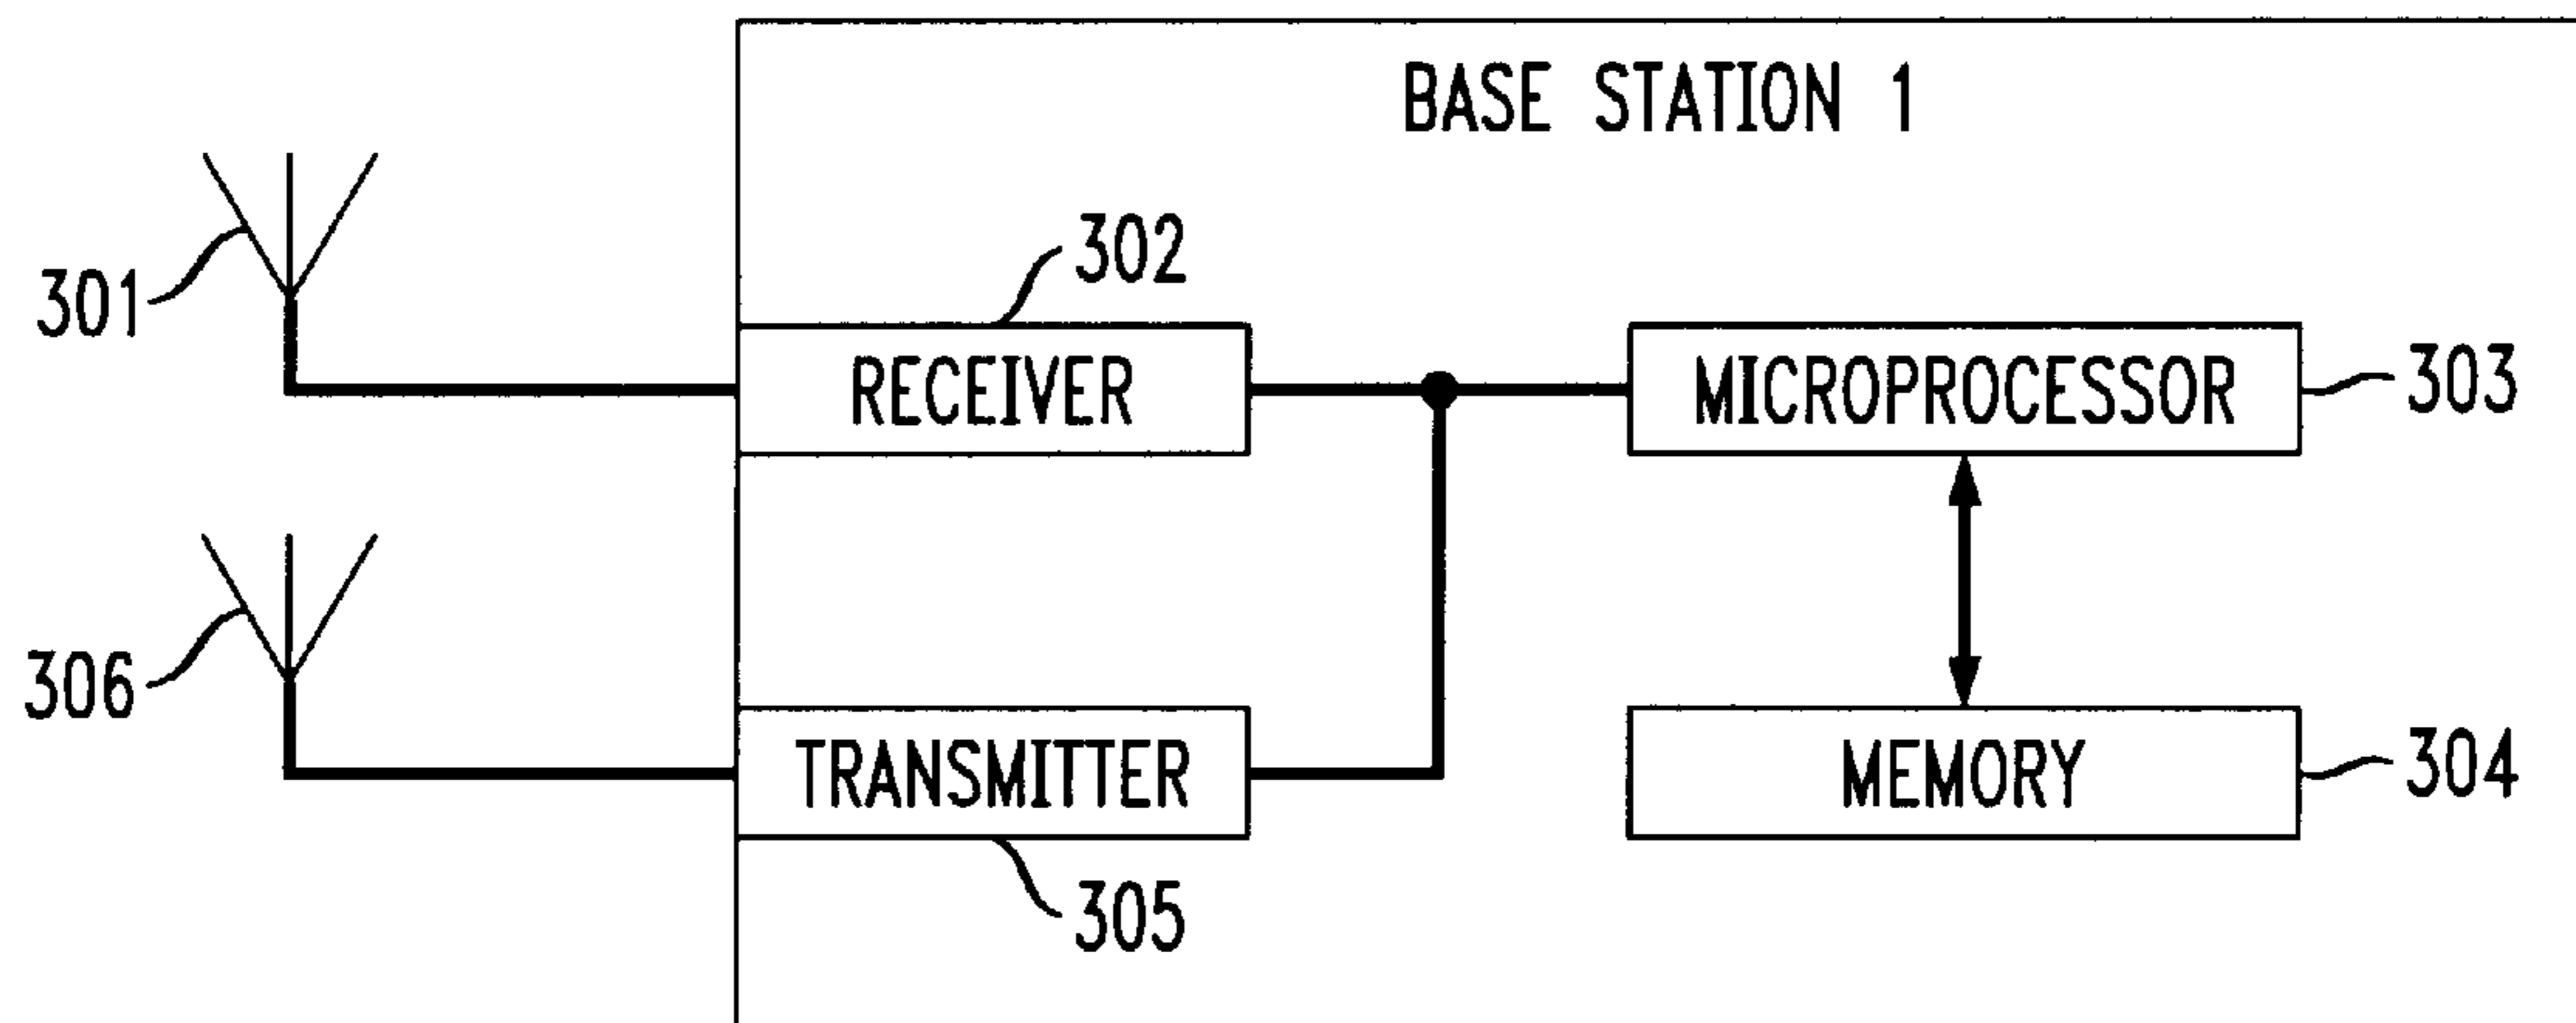 BASE STATION 1
302
301
RECEIVER
MICROPROCESSOR
303
306
TRANSMITTER
MEMORY
304
305